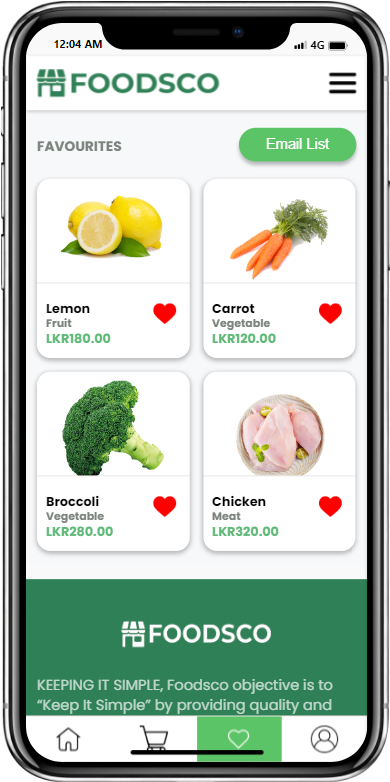 12:04 AM 4G
FOODSCO
FAVOURITES Email List
Lemon
Fruit
LKR180.00
Carrot
Vegetable
LKR120.00
Broccoli
Vegetable
LKR280.00
Chicken
Meat
LKR320.00
FOODSCO
KEEPING IT SIMPLE, Foodsco objective is to
“Keep It Simple” by providing quality and